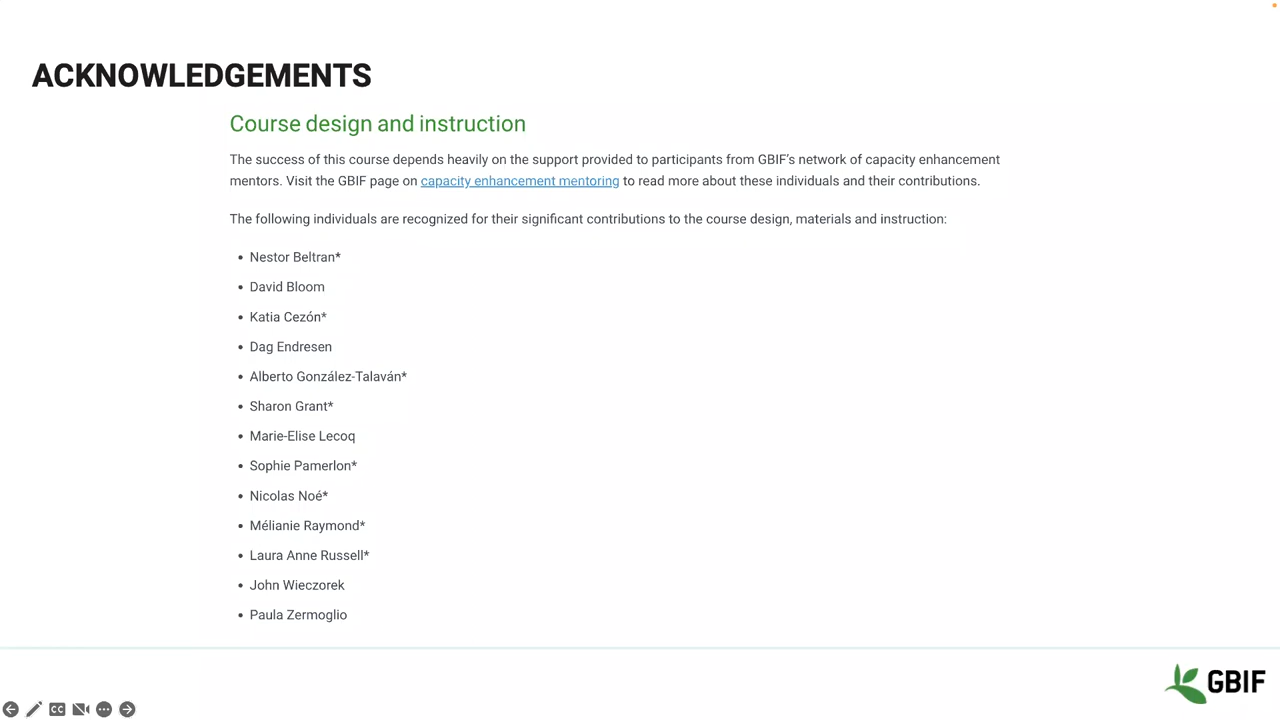 ACKNOWLEDGEMENTS
Course design and instruction
The success of this course depends heavily on the support provided to participants from GBIF's network of capacity enhancement
mentors. Visit the GBIF page on capacity enhancement mentoring to read more about these individuals and their contributions.
The following individuals are recognized for their significant contributions to the course design, materials and instruction:
• Nestor Beltran*
• David Bloom
• Katia Cezón*
• Dag Endresen
• Alberto González-Talaván*
• Sharon Grant*
• Marie-Elise Lecoq
• Sophie Pamerlon*
• Nicolas Noé*
• Mélianie Raymond*
• Laura Anne Russell*
• John Wieczorek
• Paula Zermoglio
GBIF
CC